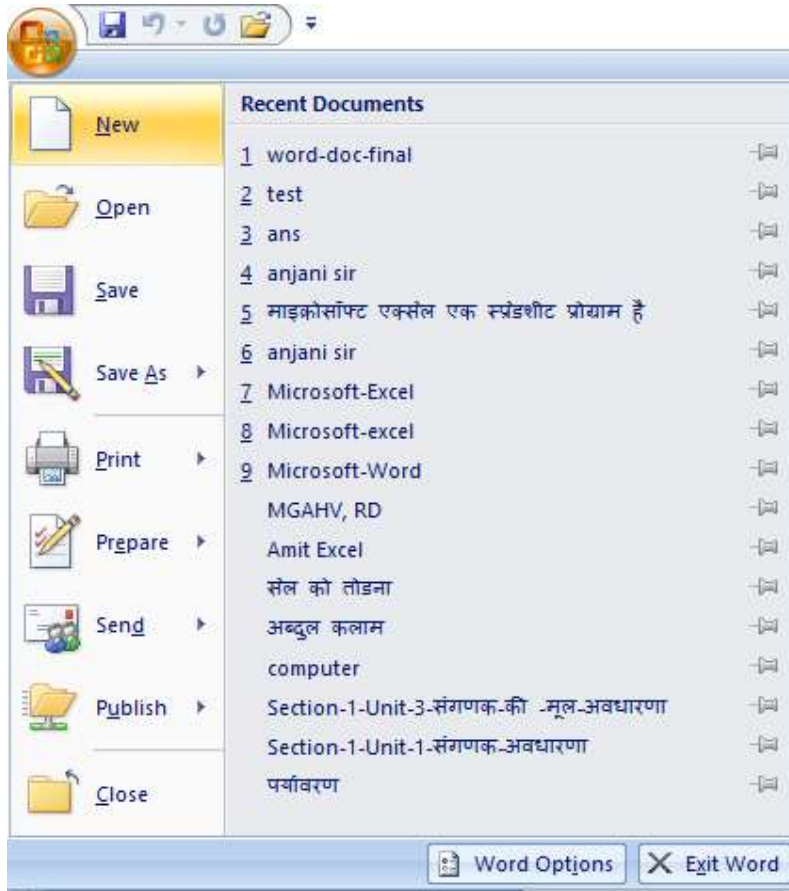 New
Open
Save
Save As
Print
Prepare
Send
Publish
Close
Recent Documents
1 word-doc-final
2 test
3 ans
4 anjani sir
5 माइक्रोसॉफ्ट एक्सेल एक स्प्रेडशीट प्रोग्राम है
6 anjani sir
7 Microsoft-Excel
8 Microsoft-excel
9 Microsoft-Word
MGAHV, RD
Amit Excel
सेल को तोडना
अब्दुल कलाम
computer
Section-1-Unit-3-संगणक-की -मूल-अवधारणा
Section-1-Unit-1-संगणक-अवधारणा
पर्यावरण
Word Options
Exit Word